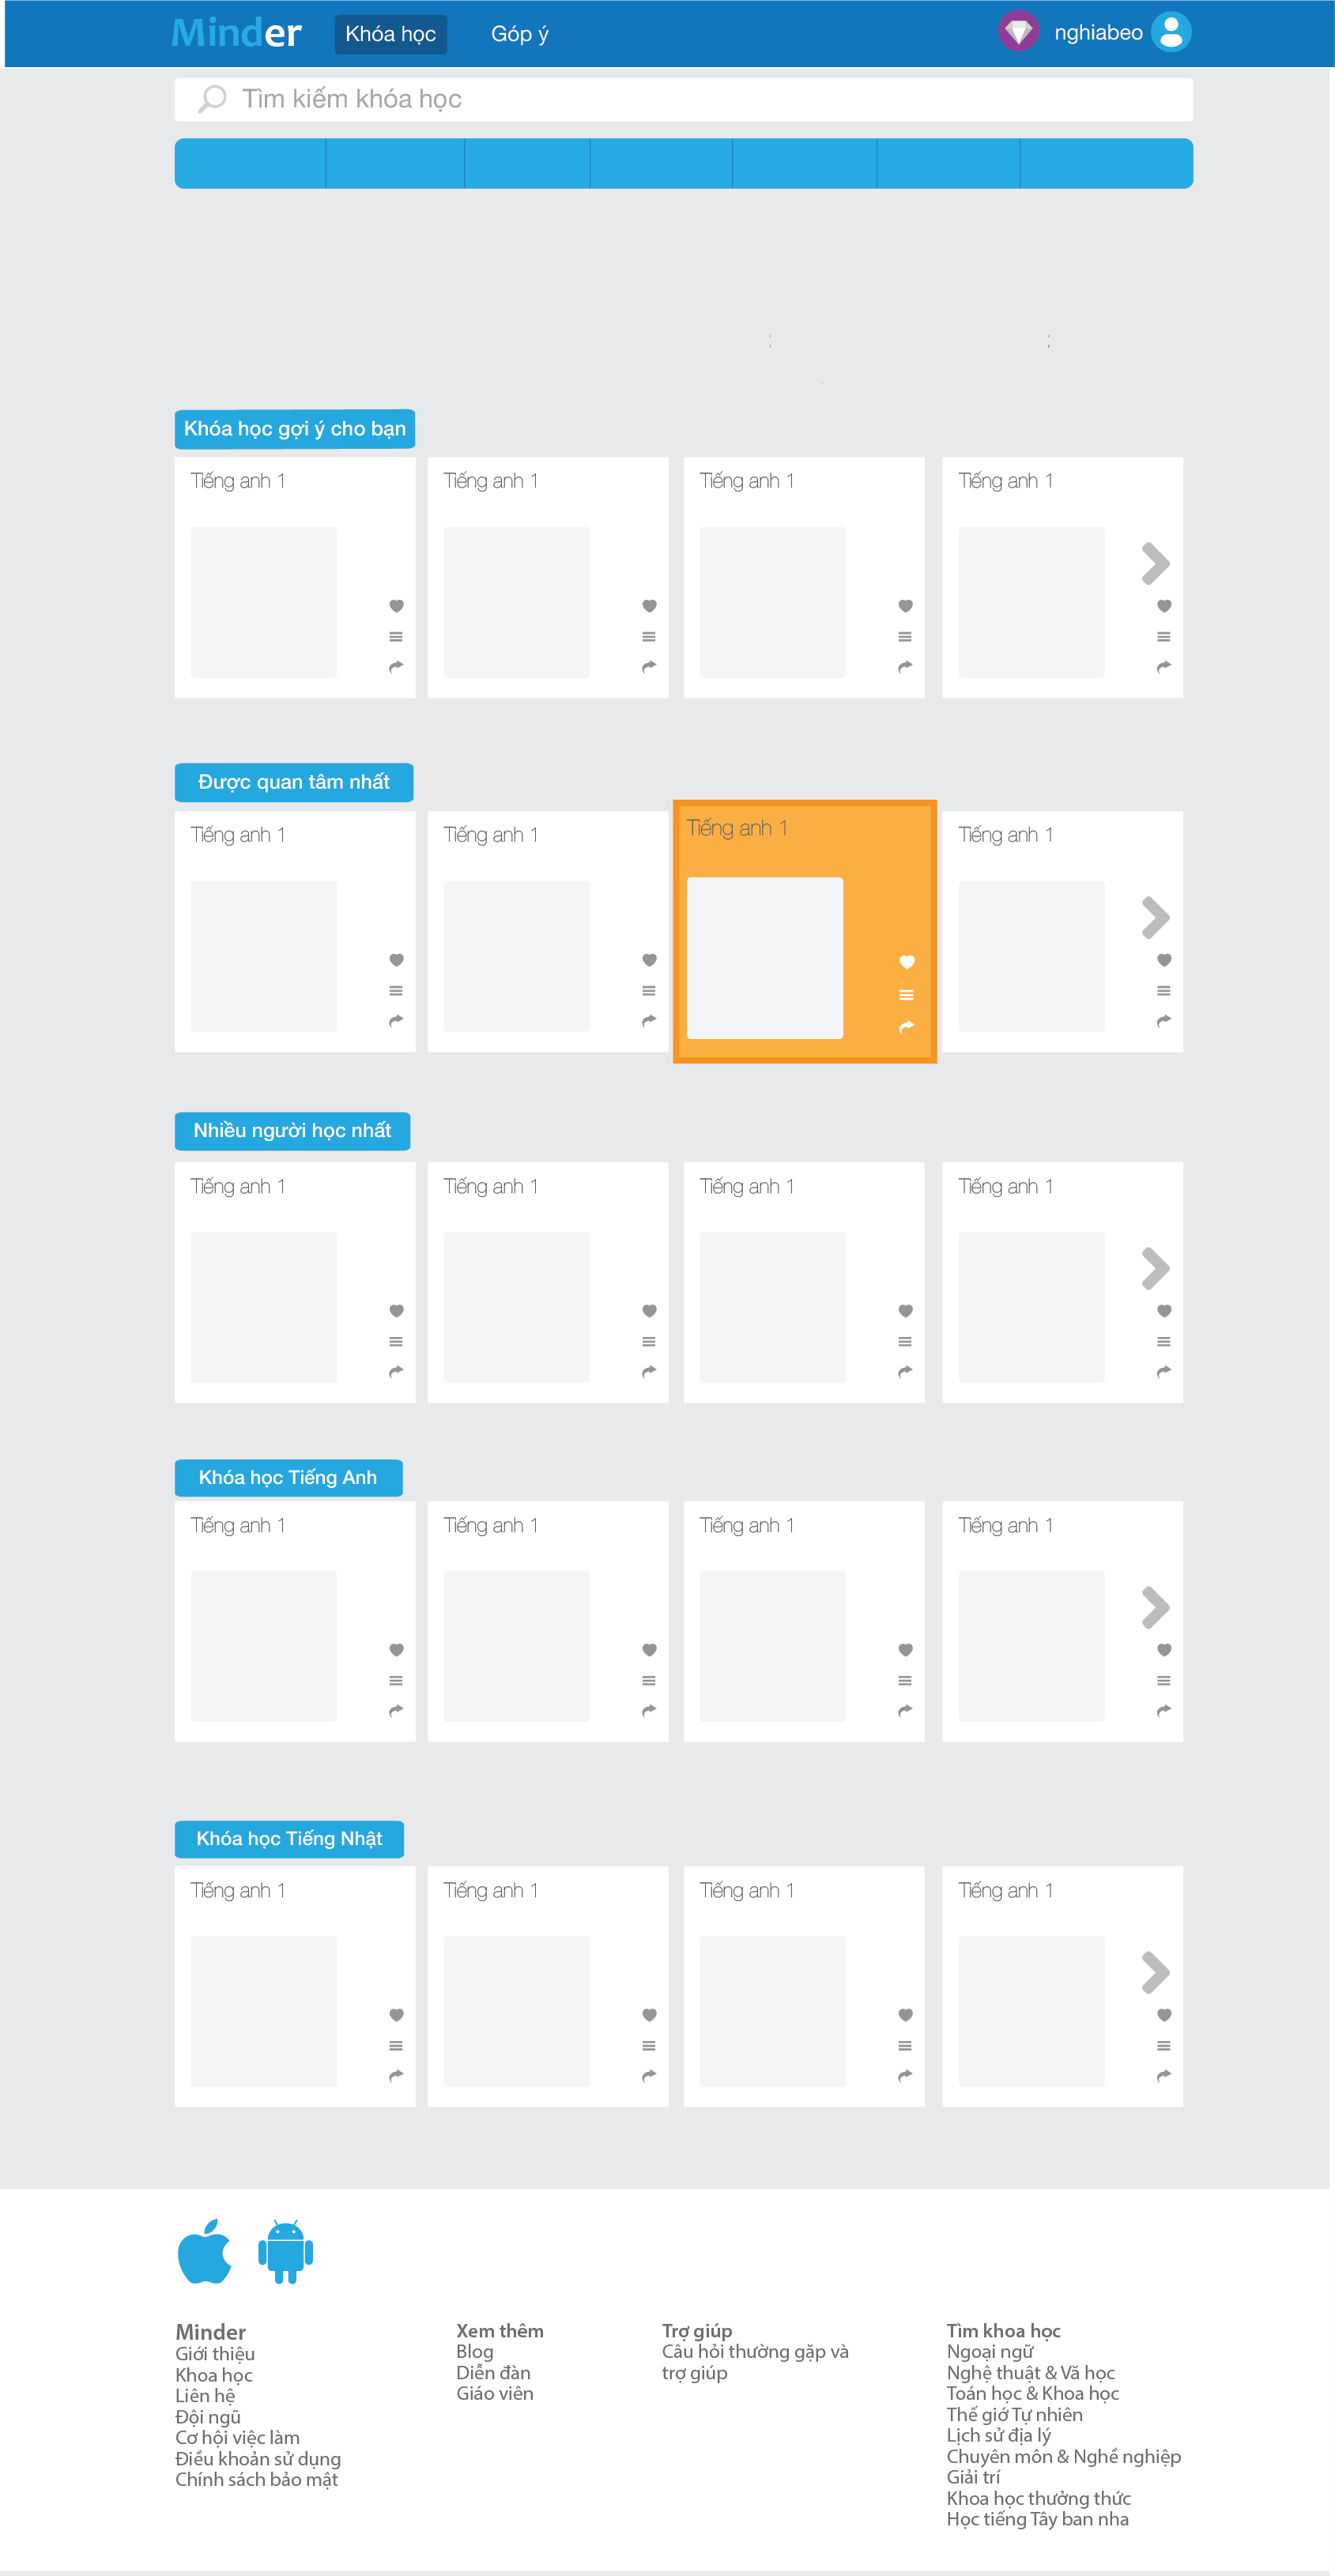 Minder
Khóa học
Góp ý
nghiabeo
Tìm kiếm khóa học
;
;
Khóa học gợi ý cho bạn
Tiếng anh 1
Tiếng anh 1
Tiếng anh 1
Tiếng anh 1
Được quan tâm nhất
Tiếng anh 1
Tiếng anh 1
Tiếng anh 1
Tiếng anh 1
Nhiều người học nhất
Tiếng anh 1
Tiếng anh 1
Tiếng anh 1
Tiếng anh 1
Khóa học Tiếng Anh
Tiếng anh 1
Tiếng anh 1
Tiếng anh 1
Tiếng anh 1
Khóa học Tiếng Nhật
Tiếng anh 1
Tiếng anh 1
Tiếng anh 1
Tiếng anh 1
Minder
Giới thiệu
Khoa học
Liên hệ
Đội ngũ
Cơ hội việc làm
Điều khoản sử dụng
Chính sách bảo mật
Xem thêm
Blog
Diễn đàn
Giáo viên
Trợ giúp
Câu hỏi thường gặp và
trợ giúp
Tìm khoa học
Ngoại ngữ
Nghệ thuật & Vă học
Toán học & Khoa học
Thế giớ Tự nhiên
Lịch sử địa lý
Chuyên môn & Nghề nghiệp
Giải trí
Khoa học thưởng thức
Học tiếng Tây ban nha